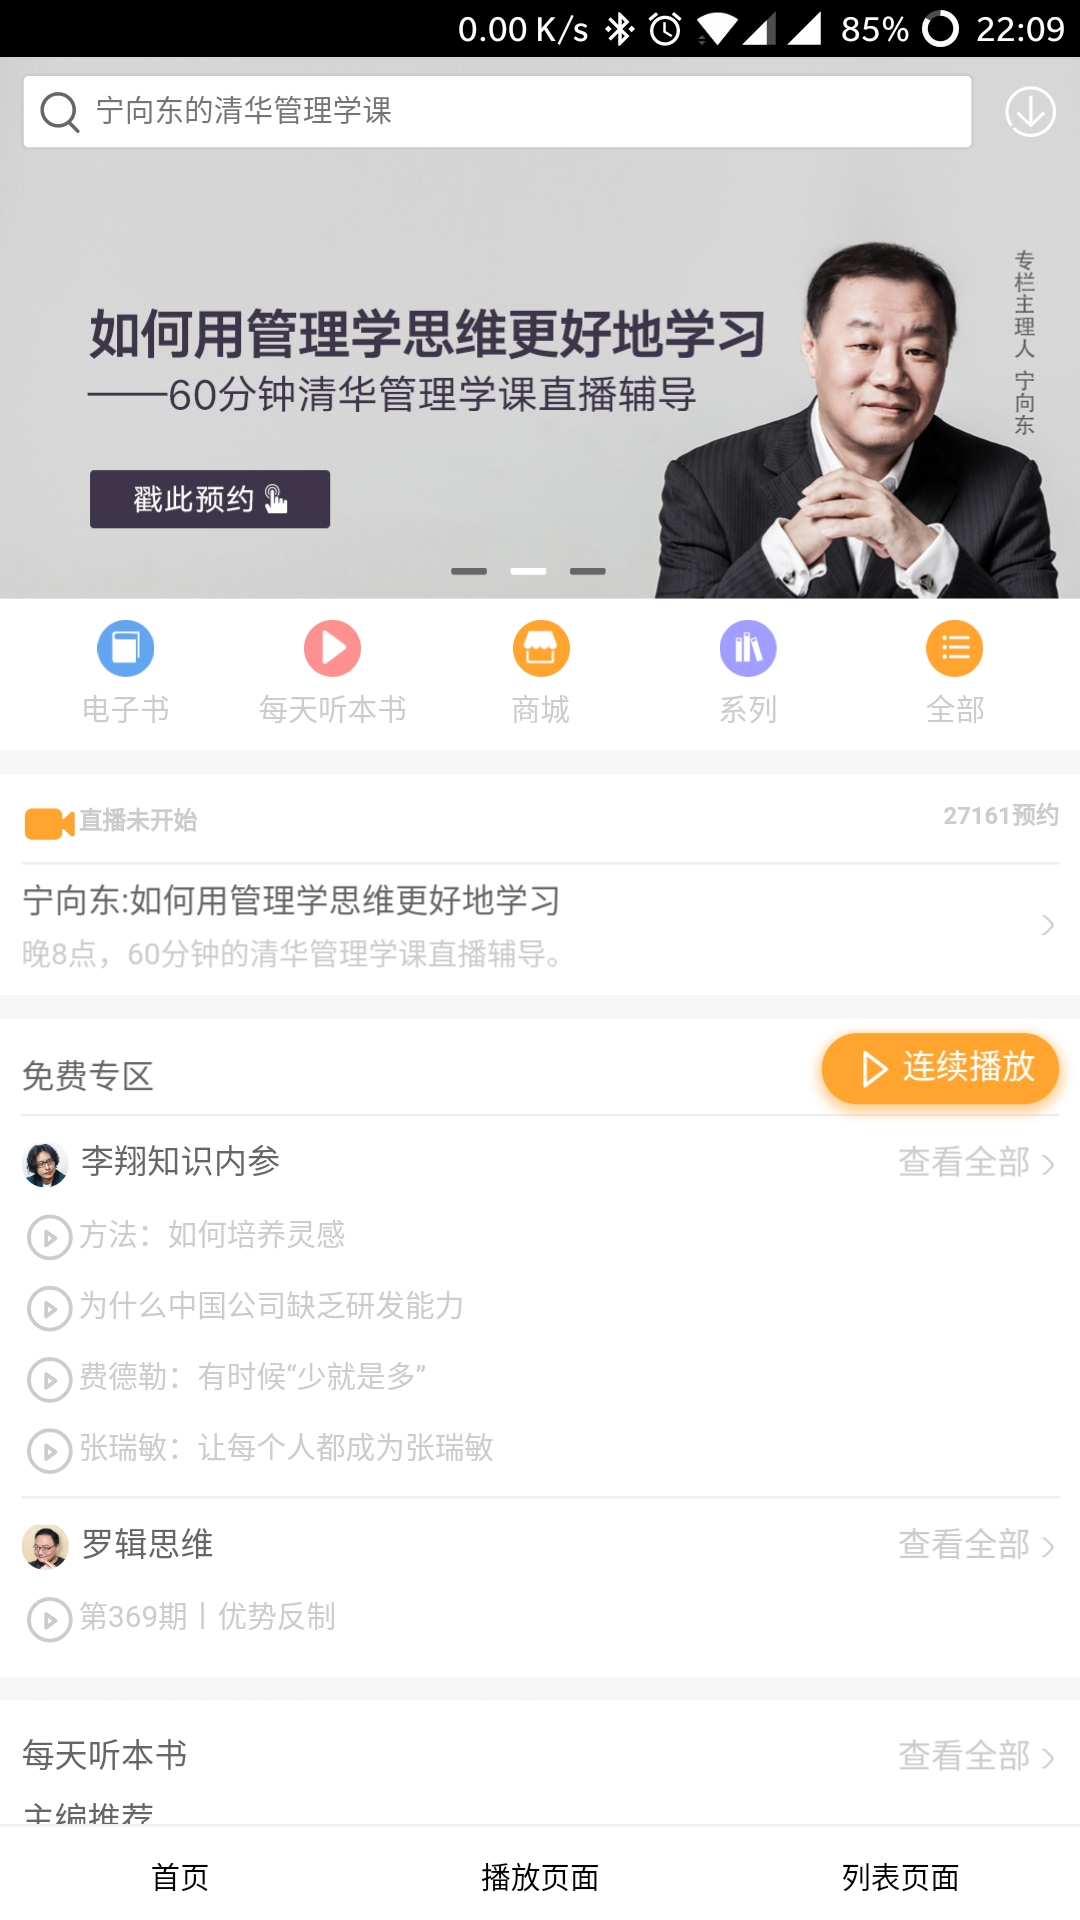 0.00 K/s 85% 22:09
宁向东的清华管理学课
专栏主理人 宁向东
如何用管理学思维更好地学习
——60分钟清华管理学课直播辅导
戳此预约
电子书 每天听本书 商城 系列 全部
直播未开始 27161预约
宁向东:如何用管理学思维更好地学习
晚8点，60分钟的清华管理学课直播辅导。
免费专区 连续播放
李翔知识内参 查看全部
方法：如何培养灵感
为什么中国公司缺乏研发能力
费德勒：有时候“少就是多”
张瑞敏：让每个人都成为张瑞敏
罗辑思维 查看全部
第369期丨优势反制
每天听本书 查看全部
主编推荐
首页 播放页面 列表页面